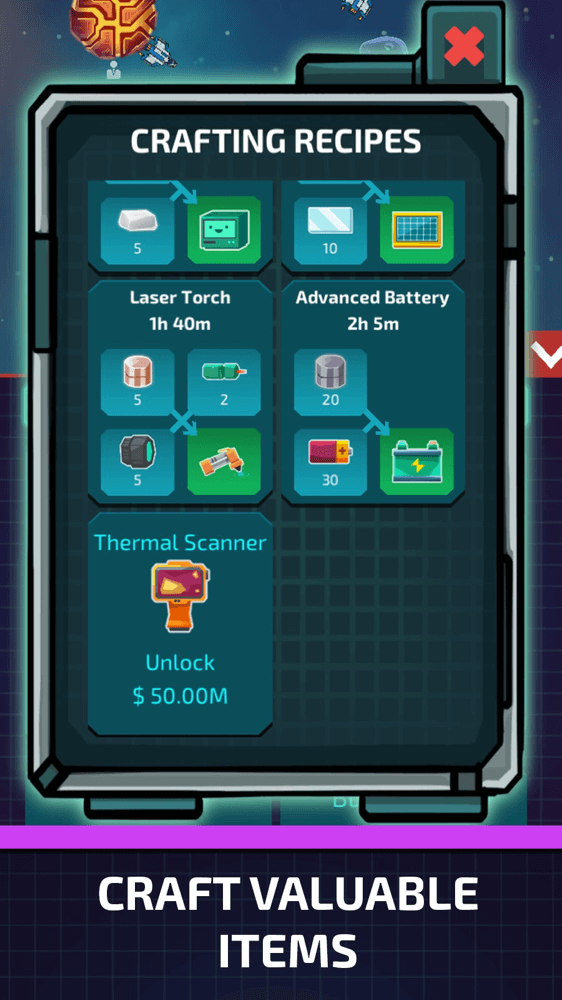 CRAFTING RECIPES
5
10
Laser Torch
1h 40m
5
2
5
Advanced Battery
2h 5m
20
30
Thermal Scanner
Unlock
$ 50.00M
CRAFT VALUABLE
ITEMS